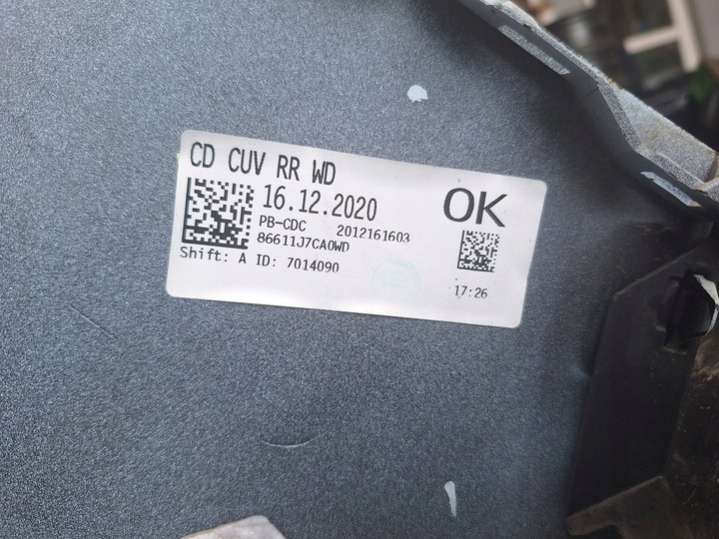 CD CUV RR WD
16.12.2020
OK
PB-CDC 2012161603
86611J7CA0WD
Shift: A ID: 7014090
17:26